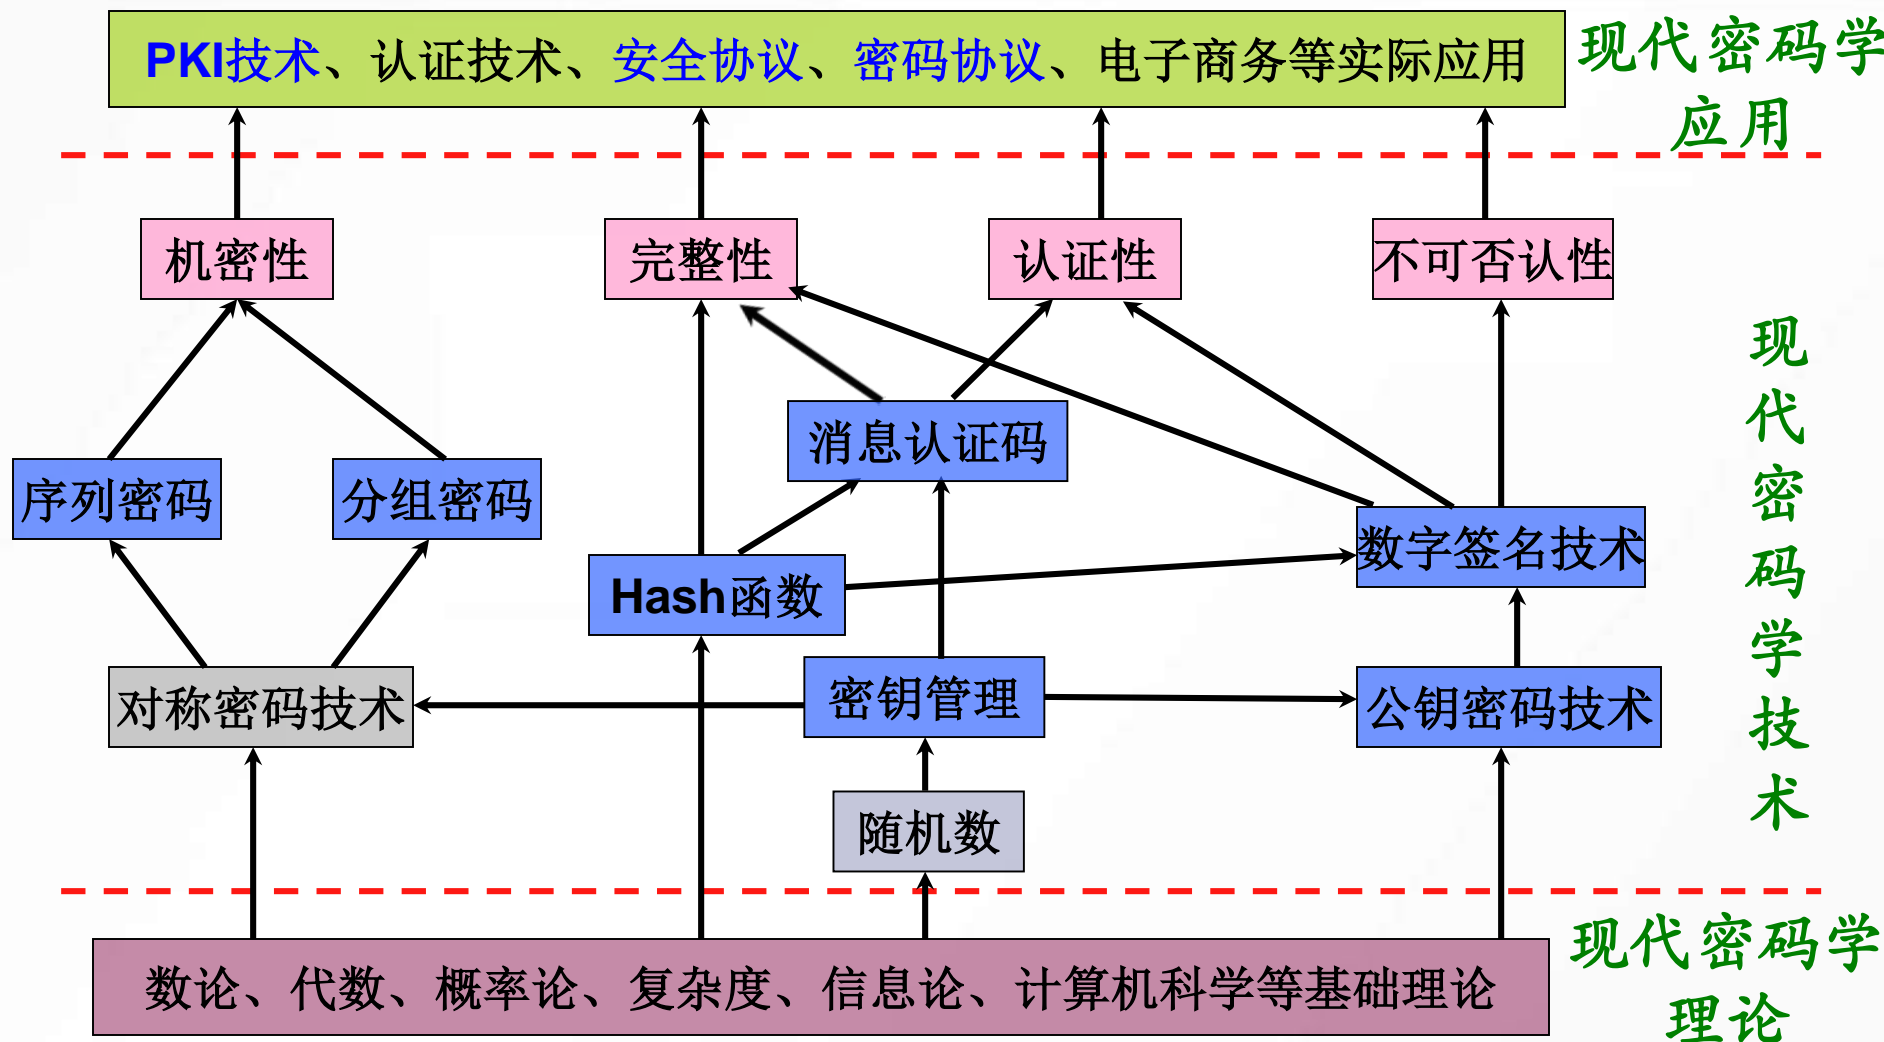 PKI技术、认证技术、安全协议、密码协议、电子商务等实际应用
现代密码学
应用
机密性
完整性
认证性
不可否认性
消息认证码
序列密码
分组密码
数字签名技术
Hash函数
对称密码技术
密钥管理
公钥密码技术
随机数
现
代
密
码
学
技
术
数论、代数、概率论、复杂度、信息论、计算机科学等基础理论
现代密码学
理论